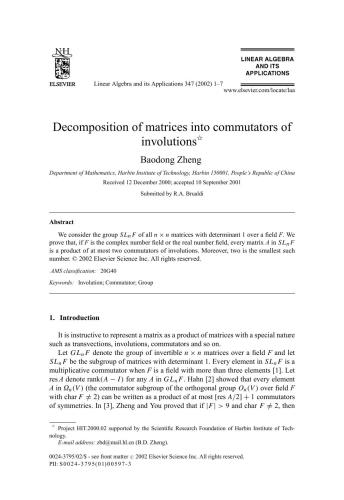 NH
ELSEVIER
LINEAR ALGEBRA
AND ITS
APPLICATIONS
Linear Algebra and its Applications 347 (2002) 1–7
www.elsevier.com/locate/laa
Decomposition of matrices into commutators of
involutions☆
Baodong Zheng
Department of Mathematics, Harbin Institute of Technology, Harbin 150001, People's Republic of China
Received 12 December 2000; accepted 10 September 2001
Submitted by R.A. Brualdi
Abstract
We consider the group SLₙF of all n × n matrices with determinant 1 over a field F. We
prove that, if F is the complex number field or the real number field, every matrix A in SLₙF
is a product of at most two commutators of involutions. Moreover, two is the smallest such
number. © 2002 Elsevier Science Inc. All rights reserved.
AMS classification: 20G40
Keywords: Involution; Commutator; Group
1. Introduction
It is instructive to represent a matrix as a product of matrices with a special nature
such as transvections, involutions, commutators and so on.
Let GLₙF denote the group of invertible n × n matrices over a field F and let
SLₙF be the subgroup of matrices with determinant 1. Every element in SLₙF is a
multiplicative commutator when F is a field with more than three elements [1]. Let
res A denote rank(A − I) for any A in GLₙF. Hahn [2] showed that every element
A in Ωₙ(V) (the commutator subgroup of the orthogonal group Oₙ(V) over field F
with char F ≠ 2) can be written as a product of at most [res A/2] + 1 commutators
of symmetries. In [3], Zheng and You proved that if |F| > 9 and char F ≠ 2, then
☆ Project HIT.2000.02 supported by the Scientific Research Foundation of Harbin Institute of Tech-
nology.
E-mail address: zbd@mail.hl.cn (B.D. Zheng).
0024-3795/02/$ - see front matter © 2002 Elsevier Science Inc. All rights reserved.
PII: S0024-3795(01)00597-3